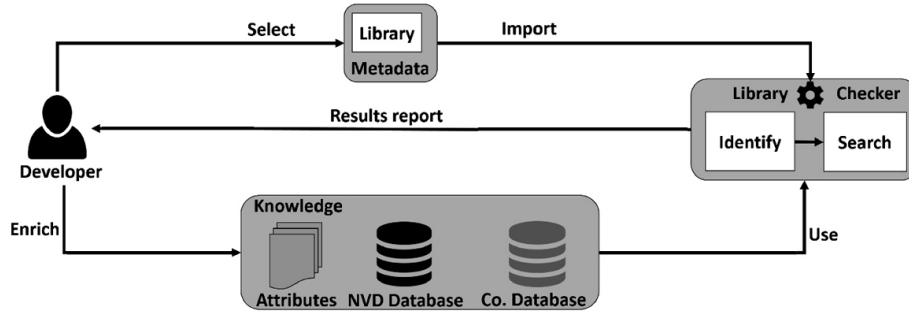 Select
Library
Import
Metadata
Library Checker
Results report
Identify
Search
Developer
Enrich
Knowledge
Use
Attributes
NVD Database
Co. Database